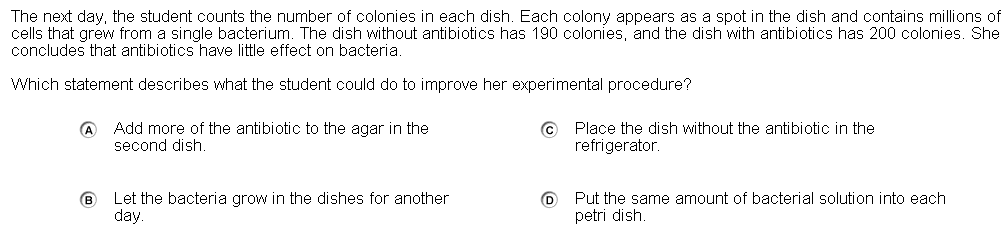 The next day, the student counts the number of colonies in each dish. Each colony appears as a spot in the dish and contains millions of
cells that grew from a single bacterium. The dish without antibiotics has 190 colonies, and the dish with antibiotics has 200 colonies. She
concludes that antibiotics have little effect on bacteria.
Which statement describes what the student could do to improve her experimental procedure?
A Add more of the antibiotic to the agar in the
second dish.
B Let the bacteria grow in the dishes for another
day.
C Place the dish without the antibiotic in the
refrigerator.
D Put the same amount of bacterial solution into each
petri dish.